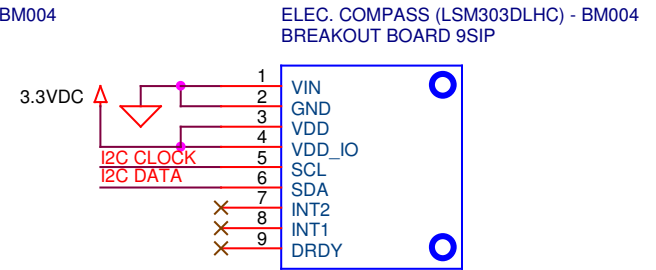 BM004
ELEC. COMPASS (LSM303DLHC) - BM004
BREAKOUT BOARD 9SIP
3.3VDC
1 VIN
2 GND
3 VDD
4 VDD_IO
I2C CLOCK 5 SCL
I2C DATA 6 SDA
7 INT2
8 INT1
9 DRDY